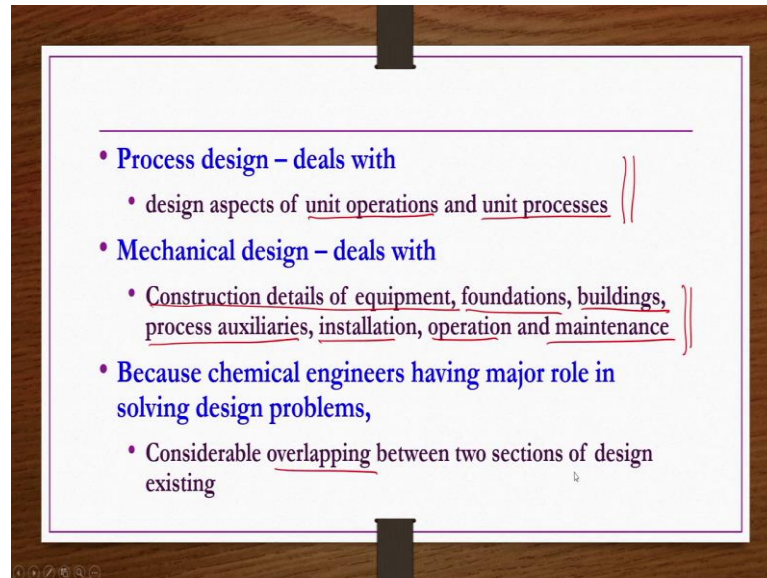 • Process design – deals with
• design aspects of unit operations and unit processes
• Mechanical design – deals with
• Construction details of equipment, foundations, buildings,
process auxiliaries, installation, operation and maintenance
• Because chemical engineers having major role in
solving design problems,
• Considerable overlapping between two sections of design
existing